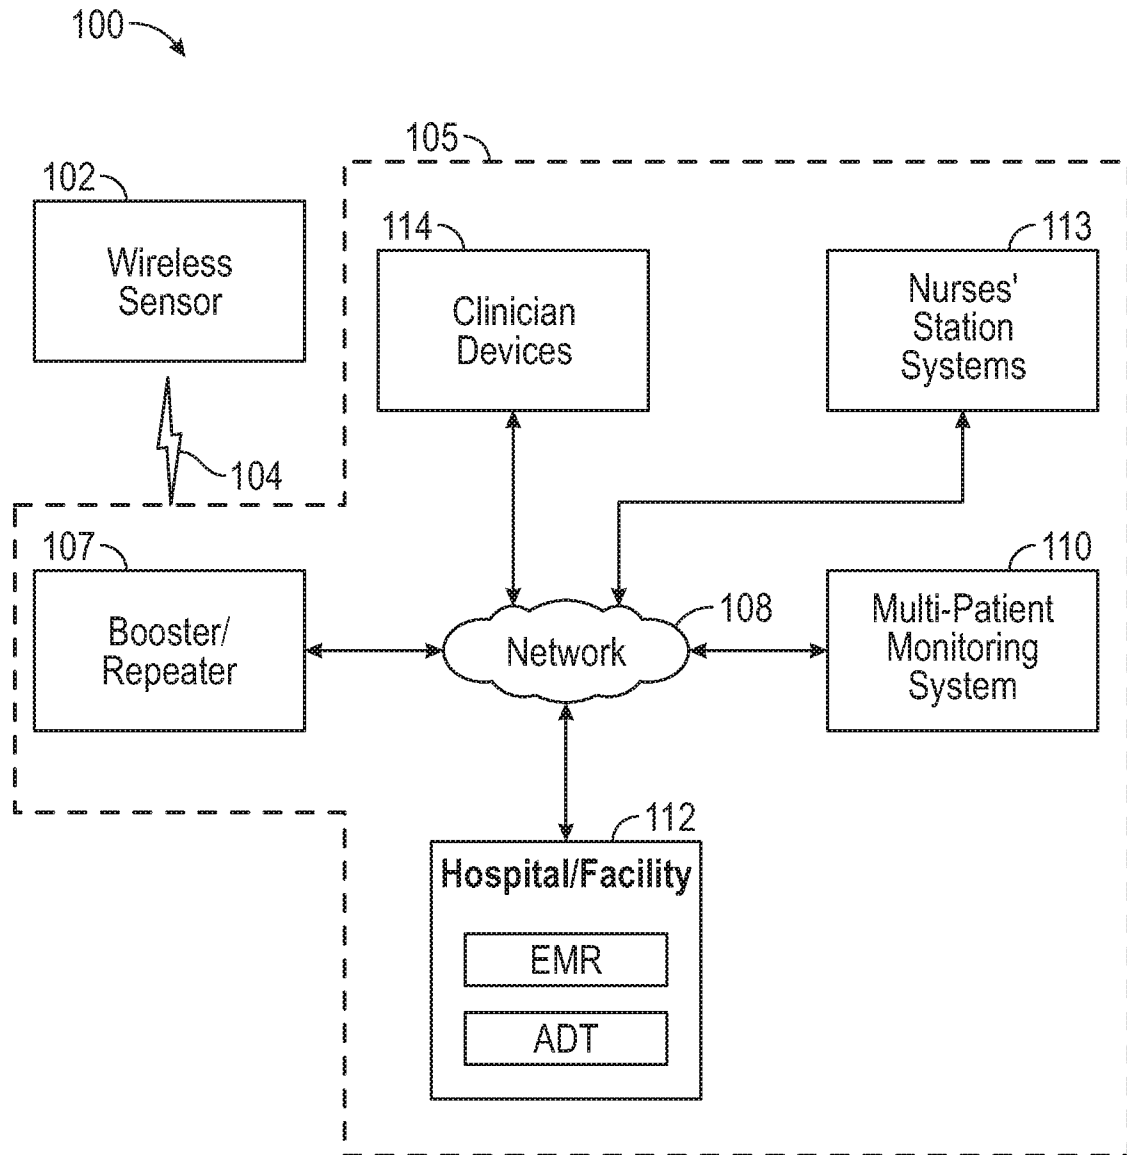 100
105
102
Wireless
Sensor
114
Clinician
Devices
113
Nurses'
Station
Systems
104
107
Booster/
Repeater
108
Network
110
Multi-Patient
Monitoring
System
112
Hospital/Facility
EMR
ADT